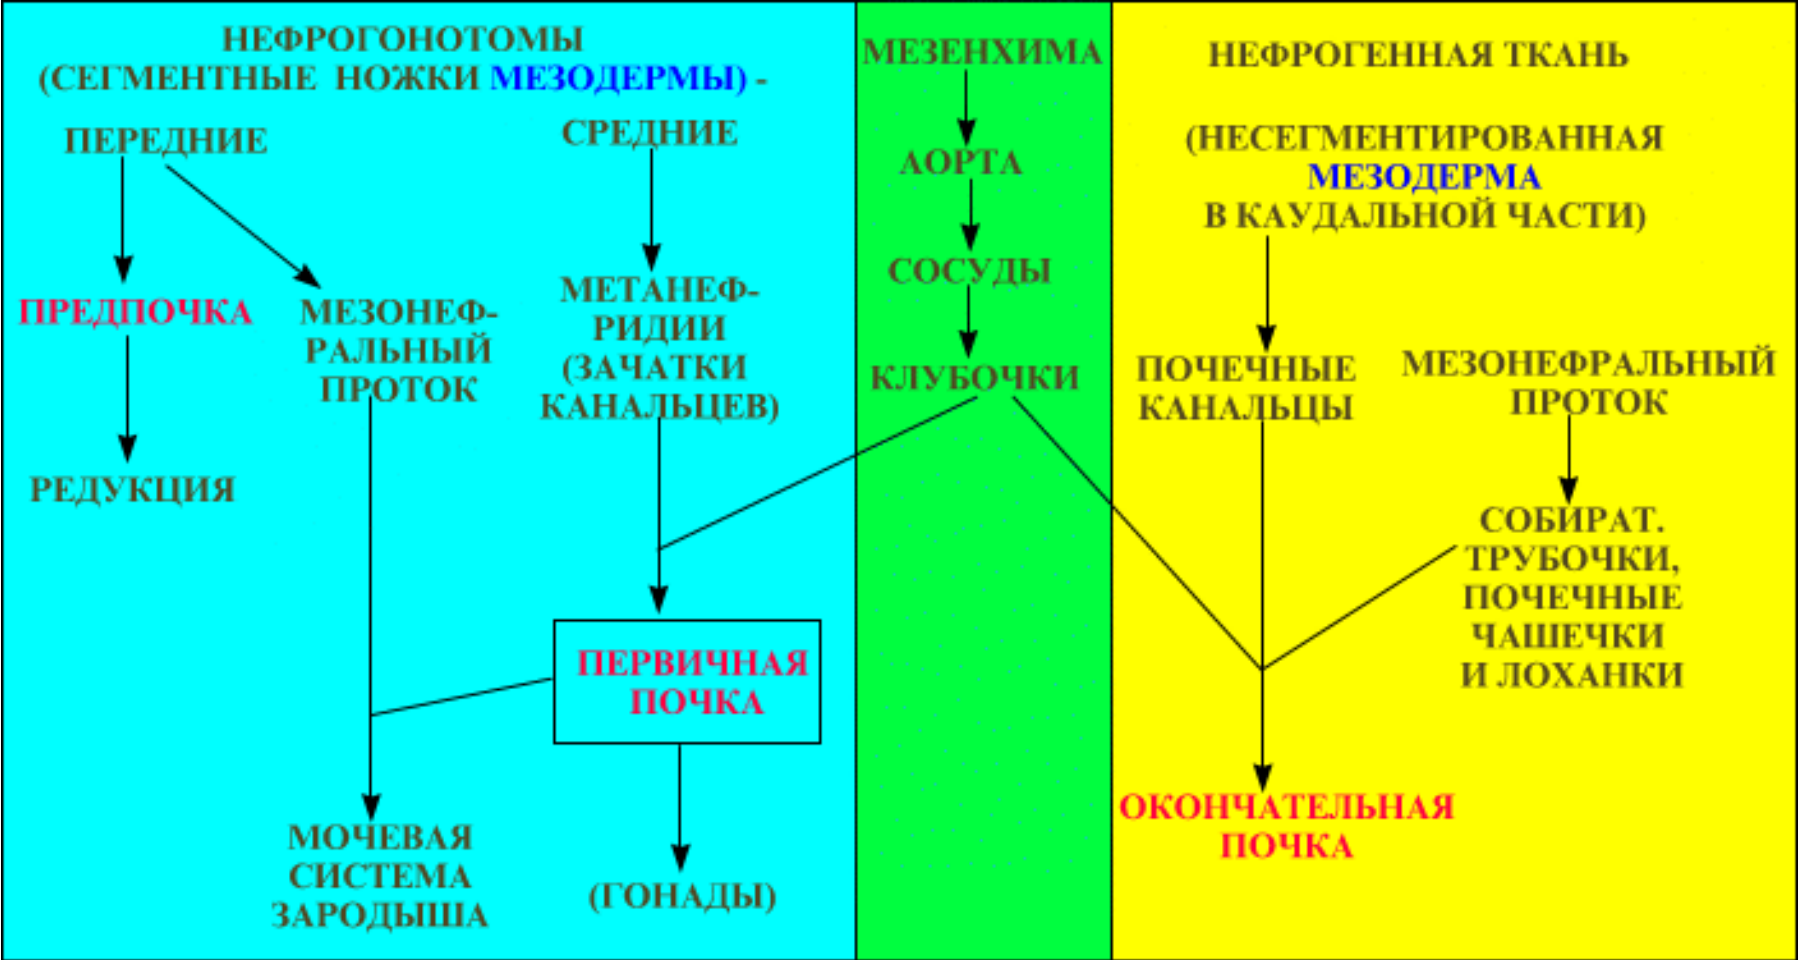 НЕФРОГОНОТОМЫ
(СЕГМЕНТНЫЕ НОЖКИ МЕЗОДЕРМЫ) -
ПЕРЕДНИЕ
СРЕДНИЕ
ПРЕДПОЧКА
МЕЗОНЕФ-
РАЛЬНЫЙ
ПРОТОК
МЕТАНЕФ-
РИДИИ
(ЗАЧАТКИ
КАНАЛЬЦЕВ)
РЕДУКЦИЯ
ПЕРВИЧНАЯ
ПОЧКА
МОЧЕВАЯ
СИСТЕМА
ЗАРОДЫША
(ГОНАДЫ)
МЕЗЕНХИМА
АОРТА
СОСУДЫ
КЛУБОЧКИ
НЕФРОГЕННАЯ ТКАНЬ
(НЕСЕГМЕНТИРОВАННАЯ
МЕЗОДЕРМА
В КАУДАЛЬНОЙ ЧАСТИ)
ПОЧЕЧНЫЕ
КАНАЛЬЦЫ
МЕЗОНЕФРАЛЬНЫЙ
ПРОТОК
СОБИРАТ.
ТРУБОЧКИ,
ПОЧЕЧНЫЕ
ЧАШЕЧКИ
И ЛОХАНКИ
ОКОНЧАТЕЛЬНАЯ
ПОЧКА